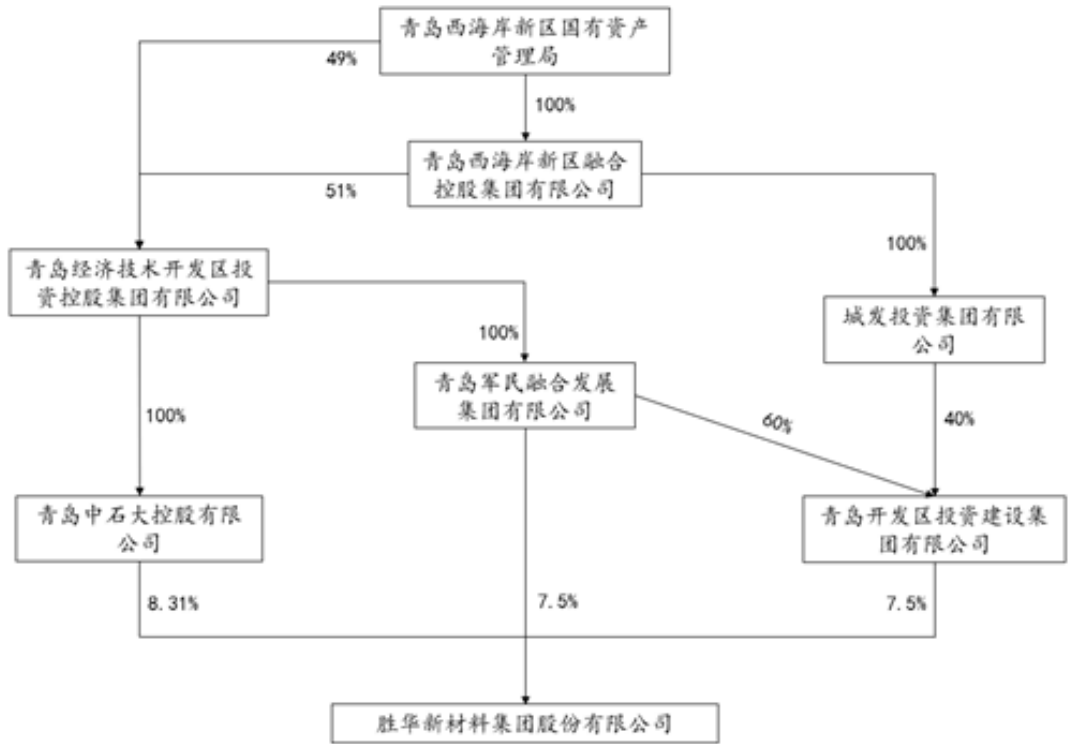 青岛西海岸新区国有资产
管理局
49%
100%
青岛西海岸新区融合
控股集团有限公司
51%
100%
青岛经济技术开发区投
资控股集团有限公司
城发投资集团有限
公司
100%
青岛军民融合发展
集团有限公司
100%
60%
40%
青岛中石大控股有限
公司
青岛开发区投资建设集
团有限公司
8.31%
7.5%
7.5%
胜华新材料集团股份有限公司